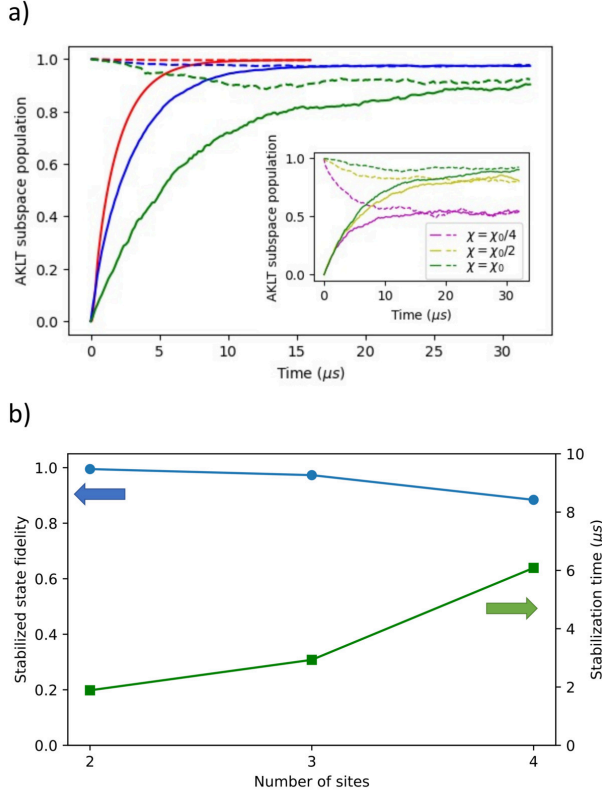 a)
1.0
0.8
0.6
0.4
0.2
0.0
AKLT subspace population
0
5
10
15
20
25
30
Time (μs)
1.0
0.5
0.0
AKLT subspace population
0
10
20
30
Time (μs)
χ = χ₀/4
χ = χ₀/2
χ = χ₀
b)
1.0
0.8
0.6
0.4
0.2
0.0
Stabilized state fidelity
10
8
6
4
2
0
Stabilization time (μs)
2
3
4
Number of sites